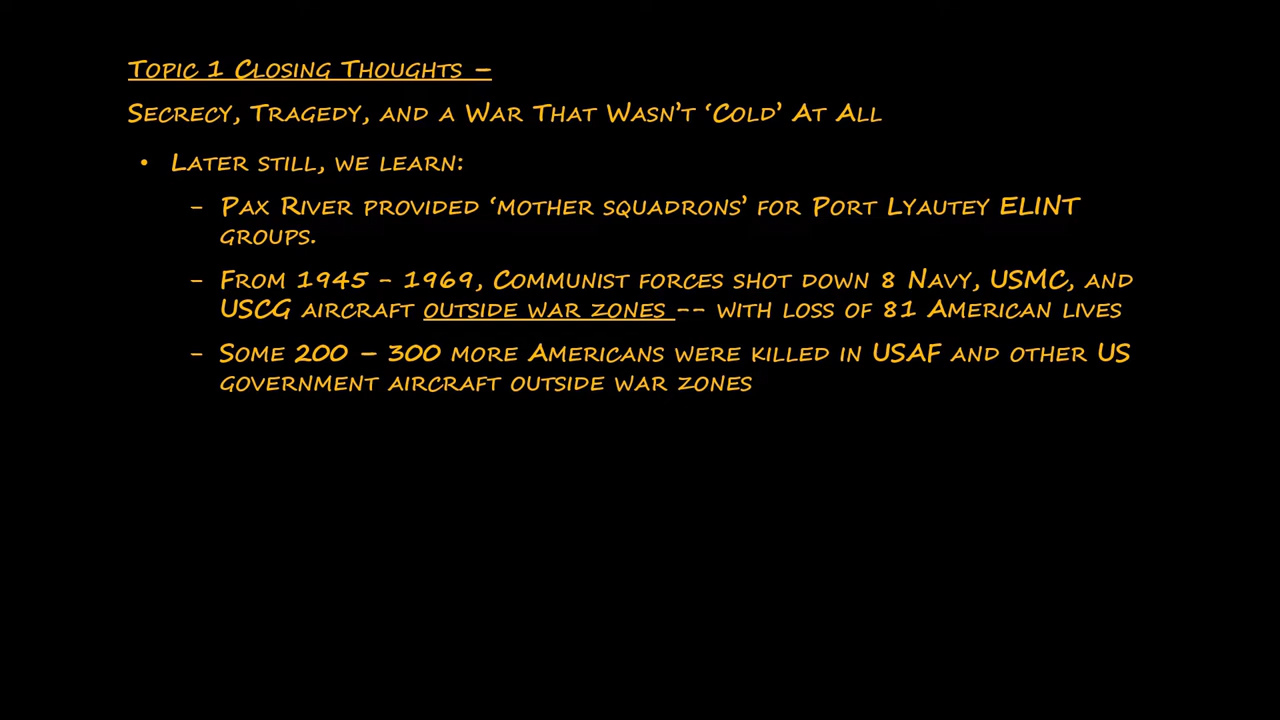 Topic 1 Closing Thoughts –
Secrecy, Tragedy, and a War That Wasn’t ‘Cold’ At All
• Later still, we learn:
– Pax River provided ‘mother squadrons’ for Port Lyautey ELINT
groups.
– From 1945 - 1969, Communist forces shot down 8 Navy, USMC, and
USCG aircraft outside war zones -- with loss of 81 American lives
– Some 200 – 300 more Americans were killed in USAF and other US
government aircraft outside war zones